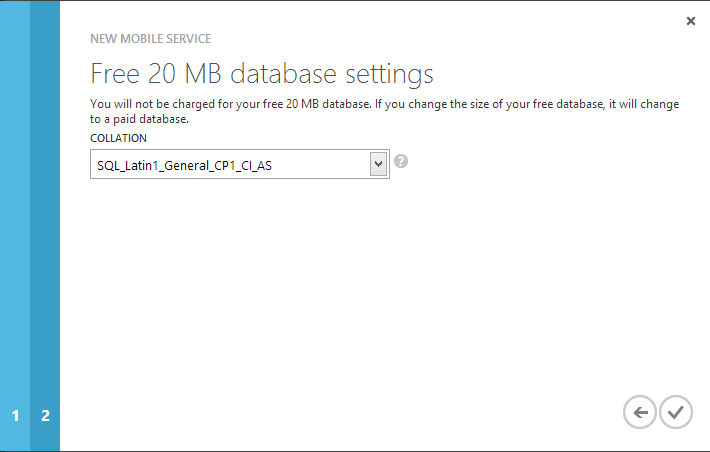 NEW MOBILE SERVICE
Free 20 MB database settings
You will not be charged for your free 20 MB database. If you change the size of your free database, it will change
to a paid database.
COLLATION
SQL_Latin1_General_CP1_CI_AS
?
1 2